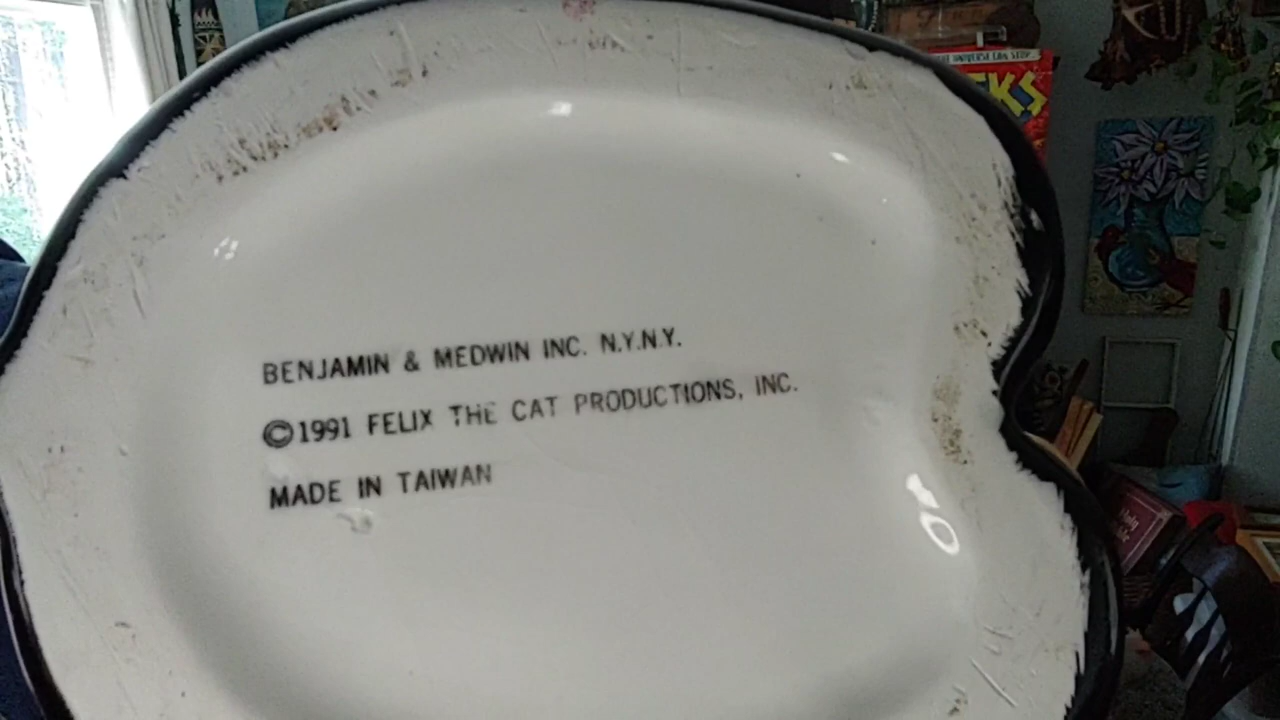 BENJAMIN & MEDWIN INC. N.Y.N.Y.
©1991 FELIX THE CAT PRODUCTIONS, INC.
MADE IN TAIWAN